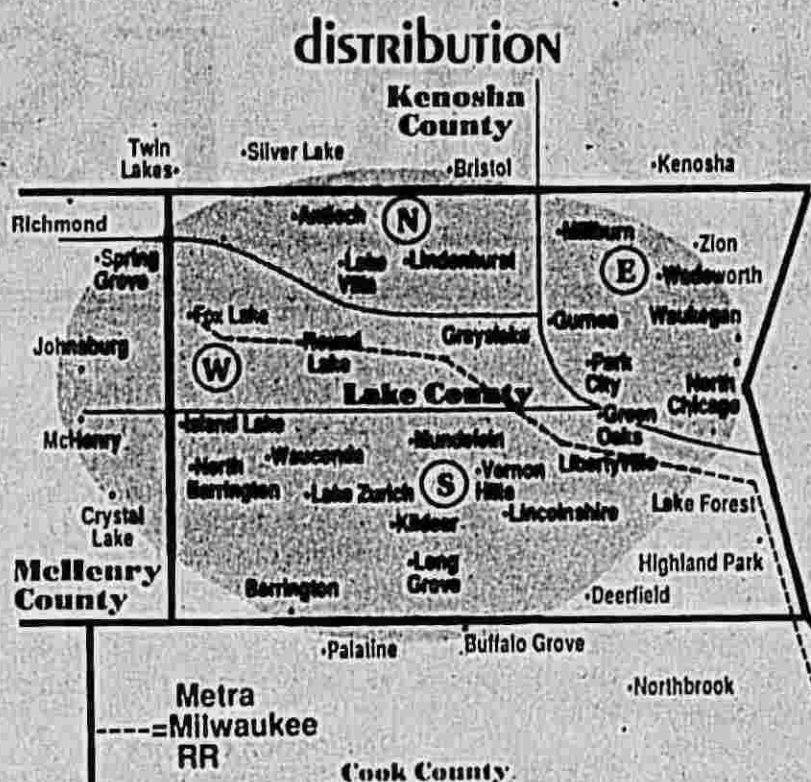 distribution
Kenosha
County
Twin
Lakes
Silver Lake
Bristol
Kenosha
Richmond
Antioch
N
Millburn
Zion
Spring
Grove
Lake
Villa
Lindenhurst
E
Wadsworth
Fox Lake
Gurnee
Waukegan
Johnsburg
Round
Lake
Grayslake
W
Park
City
Lake County
North
Chicago
McHenry
Island Lake
Green
Oaks
Mundelein
North
Barrington
Wauconda
Lake Zurich
S
Vernon
Hills
Libertyville
Crystal
Lake
Kildeer
Lincolnshire
Lake Forest
McHenry
County
Barrington
Long
Grove
Highland Park
Deerfield
Palatine
Buffalo Grove
Northbrook
Metra
----=Milwaukee
RR
Cook County